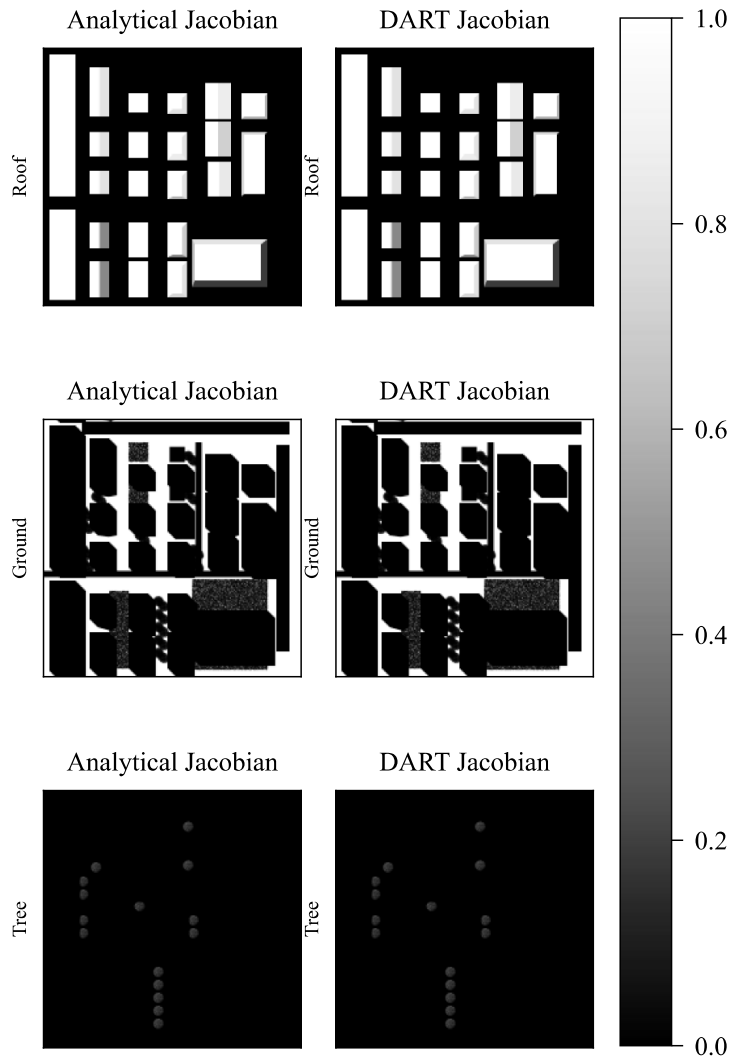 Analytical Jacobian
DART Jacobian
1.0
Roof
Roof
0.8
Analytical Jacobian
DART Jacobian
0.6
Ground
Ground
0.4
Analytical Jacobian
DART Jacobian
0.2
Tree
Tree
0.0